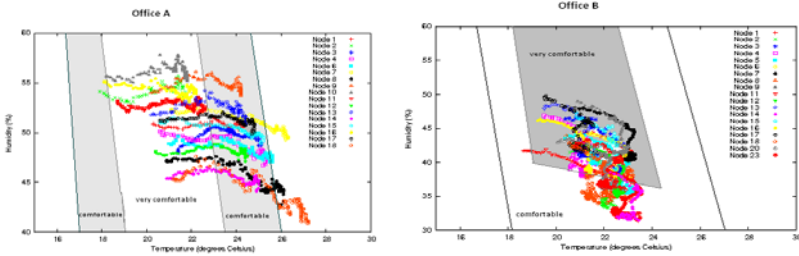 Office A
60
55
50
45
40
Humidity (%)
16
18
20
22
24
26
28
30
Temperature (degrees Celsius)
comfortable
very comfortable
comfortable
Node 1
Node 2
Node 3
Node 4
Node 6
Node 7
Node 8
Node 9
Node 10
Node 11
Node 12
Node 13
Node 14
Node 15
Node 16
Node 17
Node 18
Office B
60
55
50
45
40
35
30
Humidity (%)
16
18
20
22
24
26
28
30
Temperature (degrees Celsius)
very comfortable
comfortable
Node 1
Node 2
Node 3
Node 4
Node 5
Node 6
Node 7
Node 8
Node 9
Node 11
Node 12
Node 13
Node 14
Node 15
Node 16
Node 17
Node 18
Node 20
Node 23